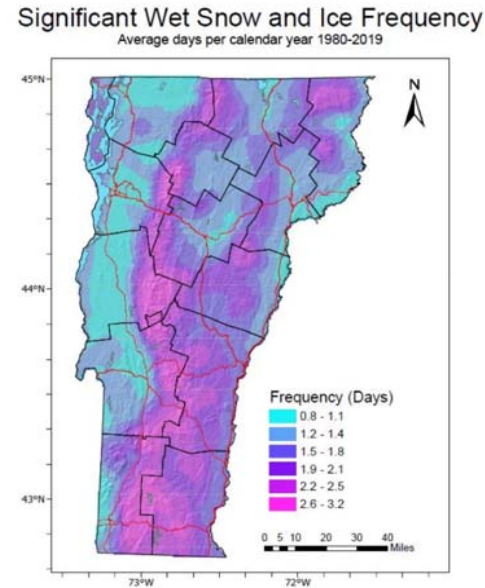 Significant Wet Snow and Ice Frequency
Average days per calendar year 1980-2019
45°N
N
44°N
43°N
Frequency (Days)
0.8 - 1.1
1.2 - 1.4
1.5 - 1.8
1.9 - 2.1
2.2 - 2.5
2.6 - 3.2
0 5 10 20 30 40
Miles
73°W 72°W